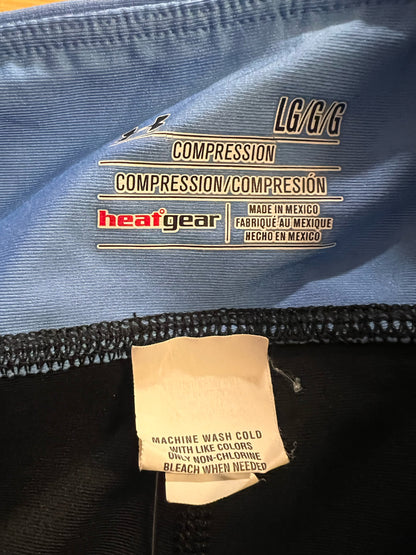 LG/G/G
COMPRESSION
COMPRESSION/COMPRESIÓN
heatgear
MADE IN MEXICO
FABRIQUÉ AU MEXIQUE
HECHO EN MEXICO
MACHINE WASH COLD
WITH LIKE COLORS
ONLY NON-CHLORINE
BLEACH WHEN NEEDED